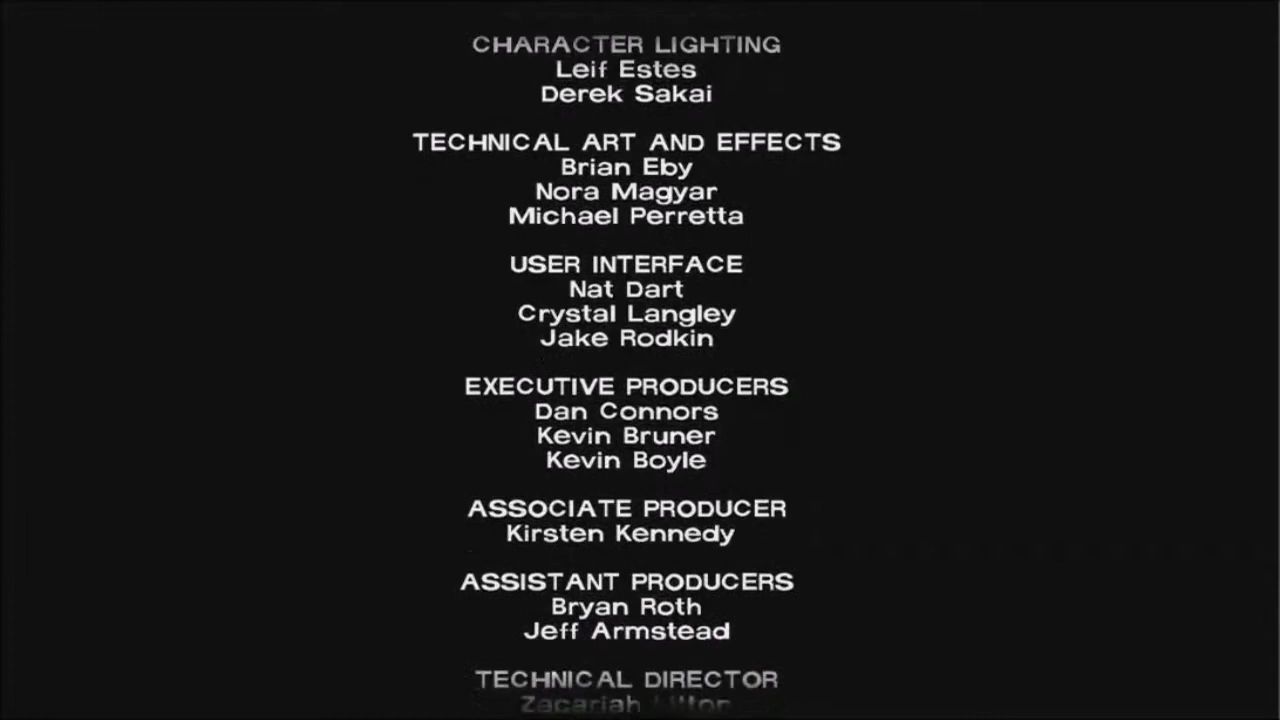 CHARACTER LIGHTING
Leif Estes
Derek Sakai
TECHNICAL ART AND EFFECTS
Brian Eby
Nora Magyar
Michael Perretta
USER INTERFACE
Nat Dart
Crystal Langley
Jake Rodkin
EXECUTIVE PRODUCERS
Dan Connors
Kevin Bruner
Kevin Boyle
ASSOCIATE PRODUCER
Kirsten Kennedy
ASSISTANT PRODUCERS
Bryan Roth
Jeff Armstead
TECHNICAL DIRECTOR
Zacariah